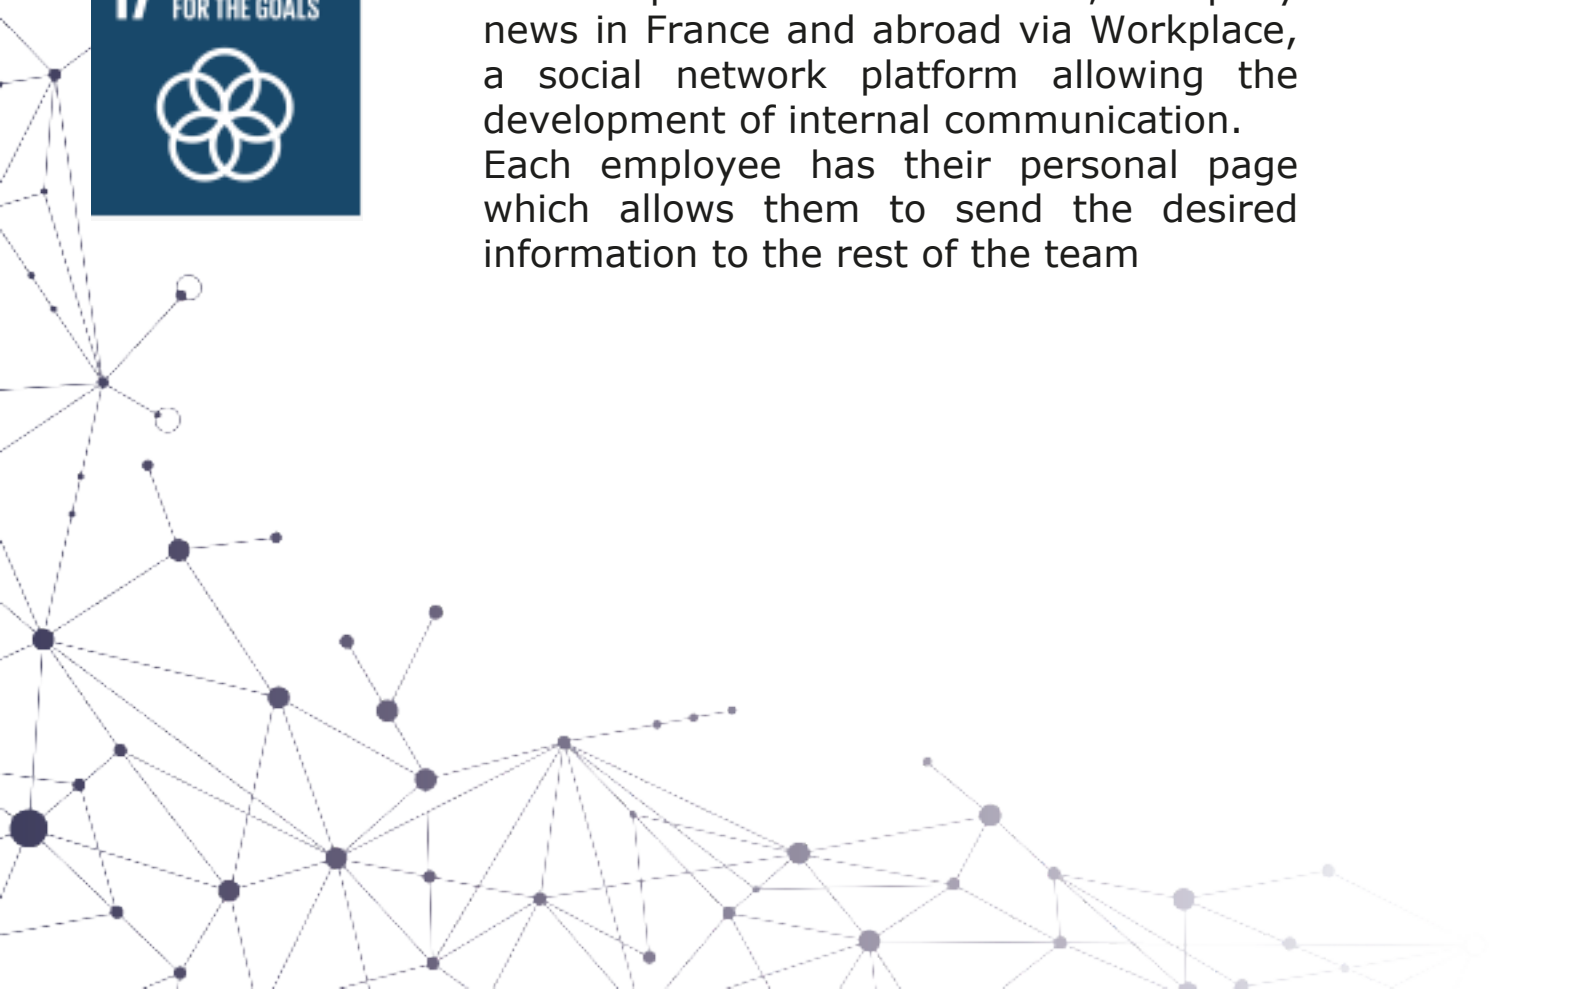 17 FOR THE GOALS
news in France and abroad via Workplace,
a social network platform allowing the
development of internal communication.
Each employee has their personal page
which allows them to send the desired
information to the rest of the team